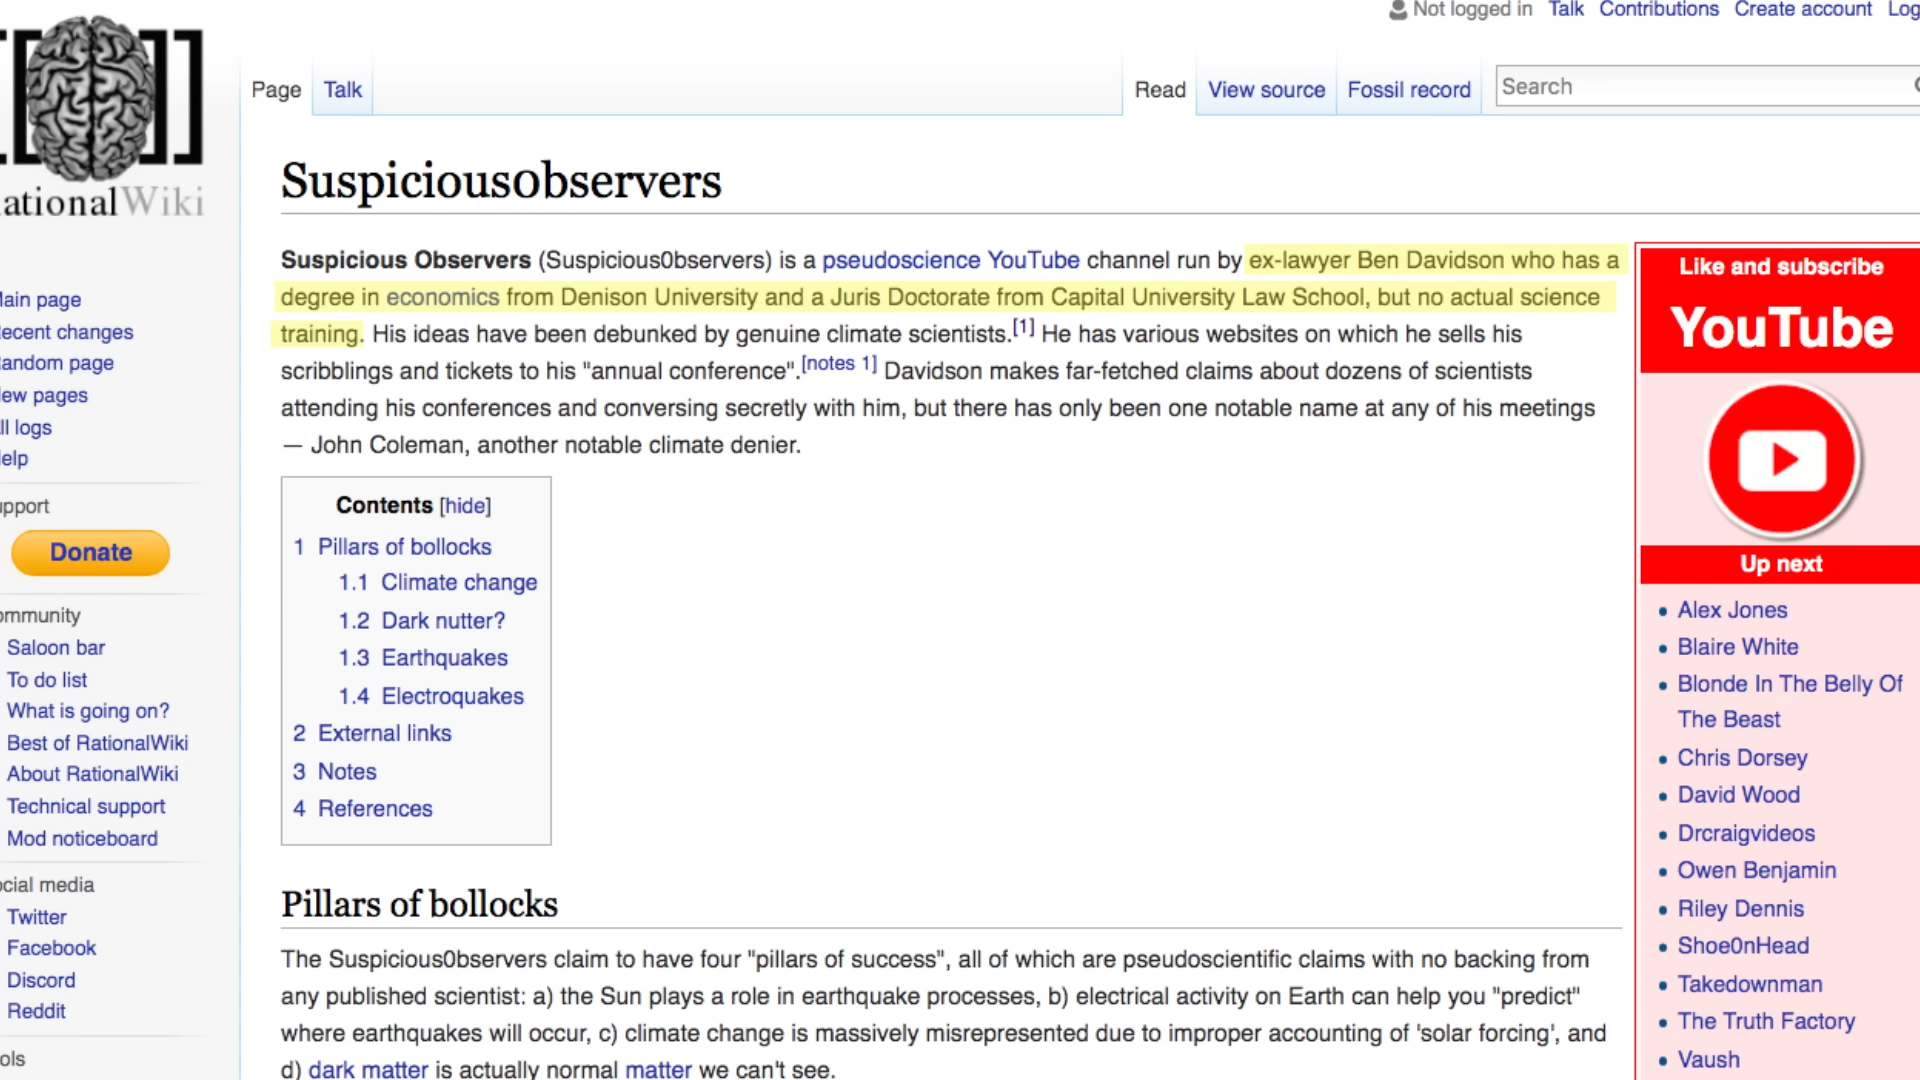 Not logged in Talk Contributions Create account Log
Page Talk Read View source Fossil record Search
ationalWiki
Suspicious0bservers
Suspicious Observers (Suspicious0bservers) is a pseudoscience YouTube channel run by ex-lawyer Ben Davidson who has a
degree in economics from Denison University and a Juris Doctorate from Capital University Law School, but no actual science
training. His ideas have been debunked by genuine climate scientists.[1] He has various websites on which he sells his
scribblings and tickets to his "annual conference".[notes 1] Davidson makes far-fetched claims about dozens of scientists
attending his conferences and conversing secretly with him, but there has only been one notable name at any of his meetings
— John Coleman, another notable climate denier.
Contents [hide]
1 Pillars of bollocks
1.1 Climate change
1.2 Dark nutter?
1.3 Earthquakes
1.4 Electroquakes
2 External links
3 Notes
4 References
Pillars of bollocks
The Suspicious0bservers claim to have four "pillars of success", all of which are pseudoscientific claims with no backing from
any published scientist: a) the Sun plays a role in earthquake processes, b) electrical activity on Earth can help you "predict"
where earthquakes will occur, c) climate change is massively misrepresented due to improper accounting of 'solar forcing', and
d) dark matter is actually normal matter we can't see.
ain page
ecent changes
andom page
ew pages
ll logs
elp
pport
Donate
mmunity
Saloon bar
To do list
What is going on?
Best of RationalWiki
About RationalWiki
Technical support
Mod noticeboard
cial media
Twitter
Facebook
Discord
Reddit
ols
Like and subscribe
YouTube
Up next
Alex Jones
Blaire White
Blonde In The Belly Of
The Beast
Chris Dorsey
David Wood
Drcraigvideos
Owen Benjamin
Riley Dennis
Shoe0nHead
Takedownman
The Truth Factory
Vaush